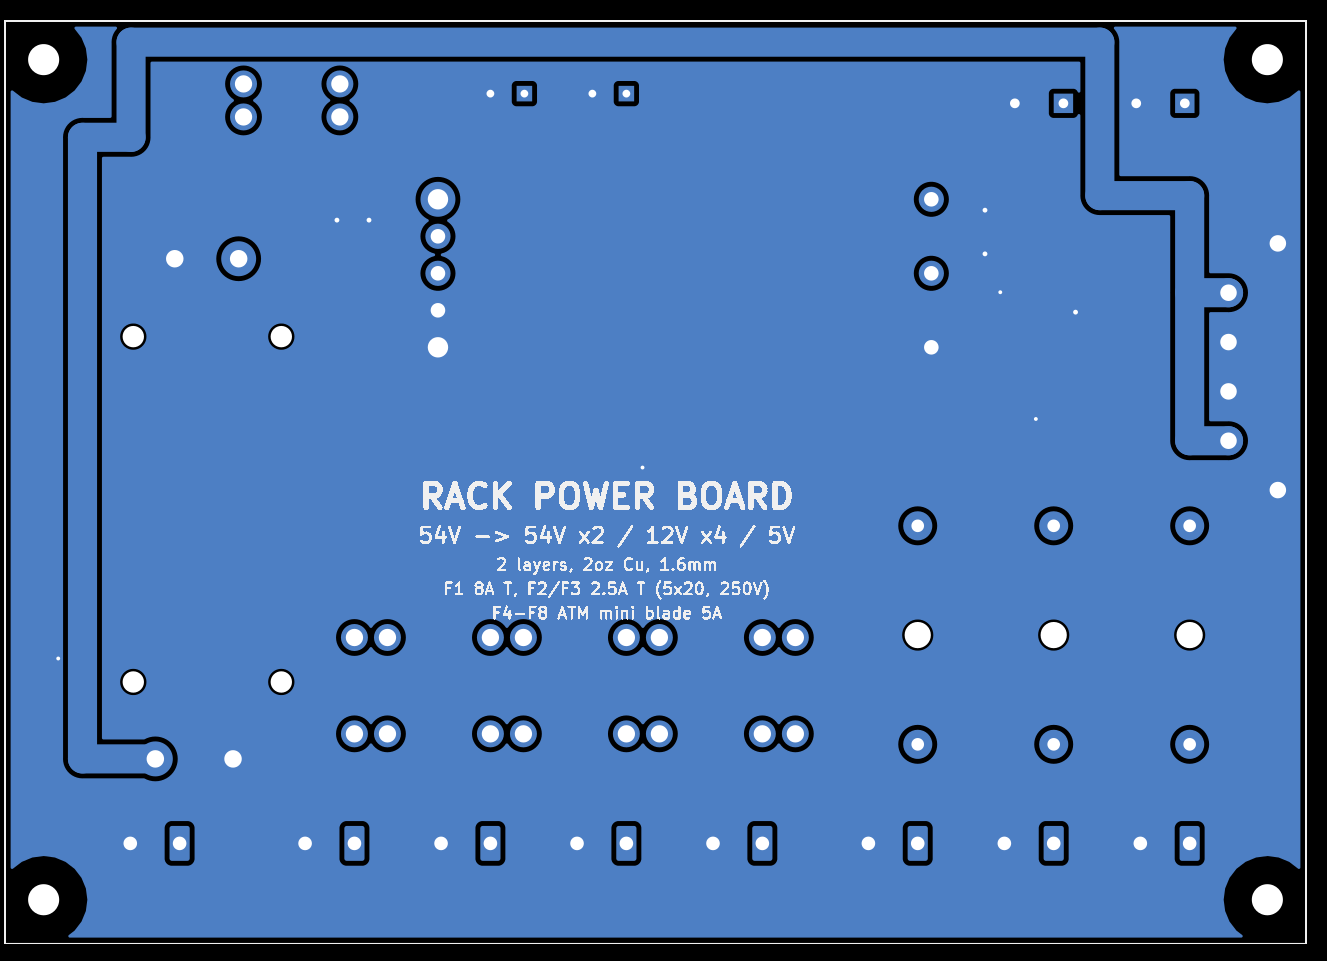 RACK POWER BOARD
54V -> 54V x2 / 12V x4 / 5V
2 layers, 2oz Cu, 1.6mm
F1 8A T, F2/F3 2.5A T (5x20, 250V)
F4-F8 ATM mini blade 5A